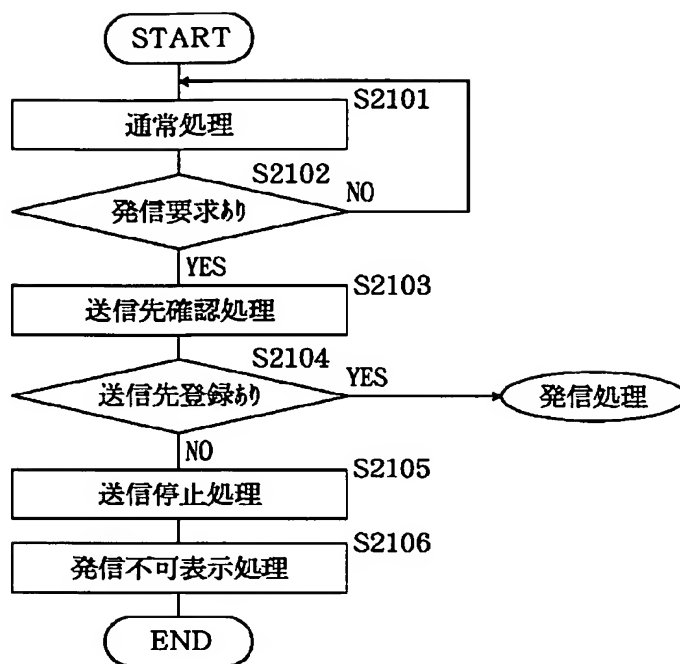 START
S2101
通常処理
S2102
発信要求あり
NO
YES
S2103
送信先確認処理
S2104
送信先登録あり
YES
発信処理
NO
S2105
送信停止処理
S2106
発信不可表示処理
END